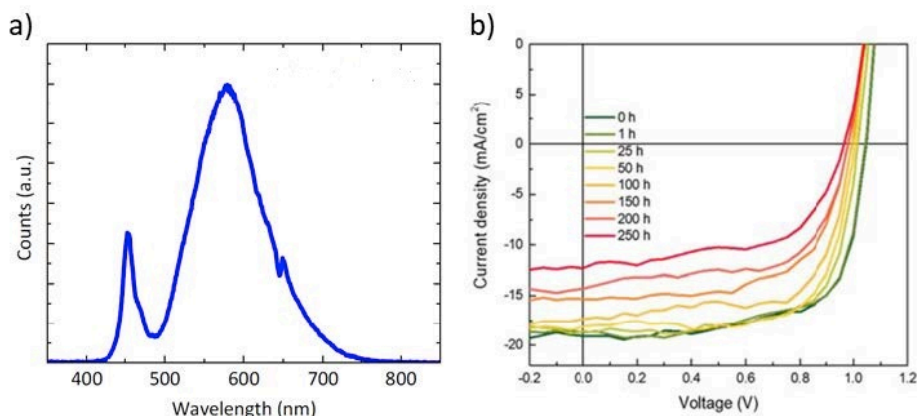 a)
Counts (a.u.)
400 500 600 700 800
Wavelength (nm)
b)
Current density (mA/cm²)
5
0
5
0
-5
-10
-15
-20
0 h
1 h
25 h
50 h
100 h
150 h
200 h
250 h
-0.2 0.0 0.2 0.4 0.6 0.8 1.0 1.2
Voltage (V)